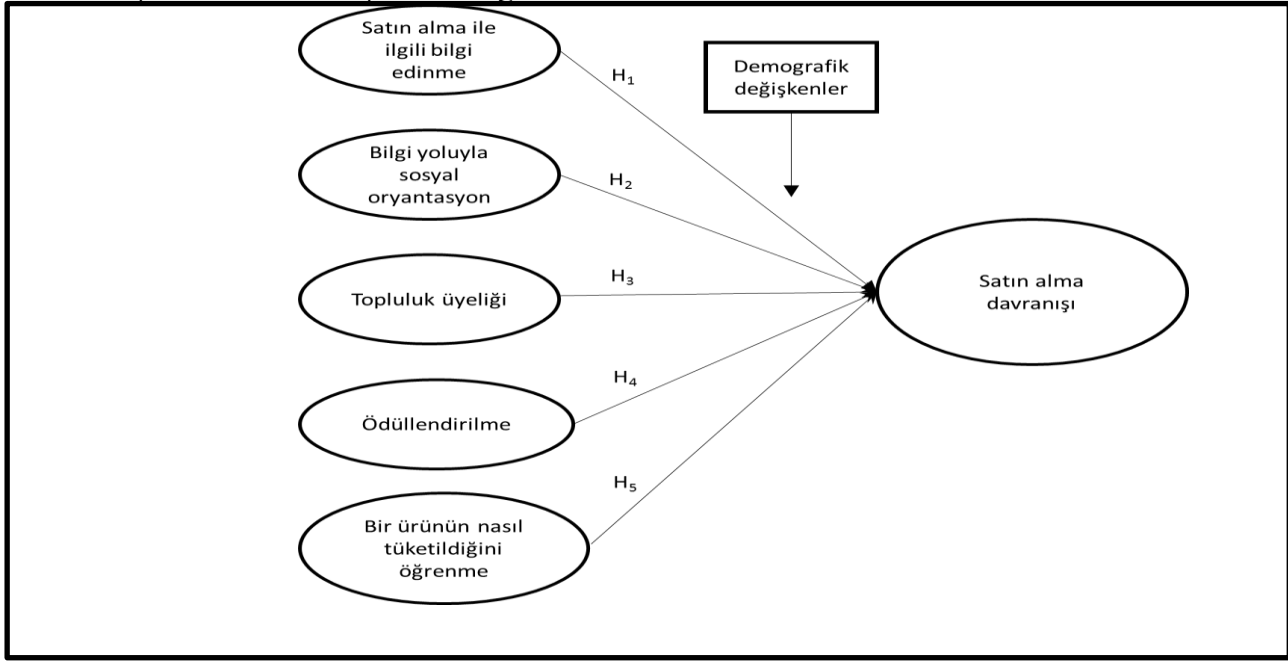 Satın alma ile
ilgili bilgi
edinme
H₁
Demografik
değişkenler
Bilgi yoluyla
sosyal
oryantasyon
H₂
Topluluk üyeliği
H₃
Satın alma
davranışı
Ödüllendirilme
H₄
Bir ürünün nasıl
tüketildiğini
öğrenme
H₅